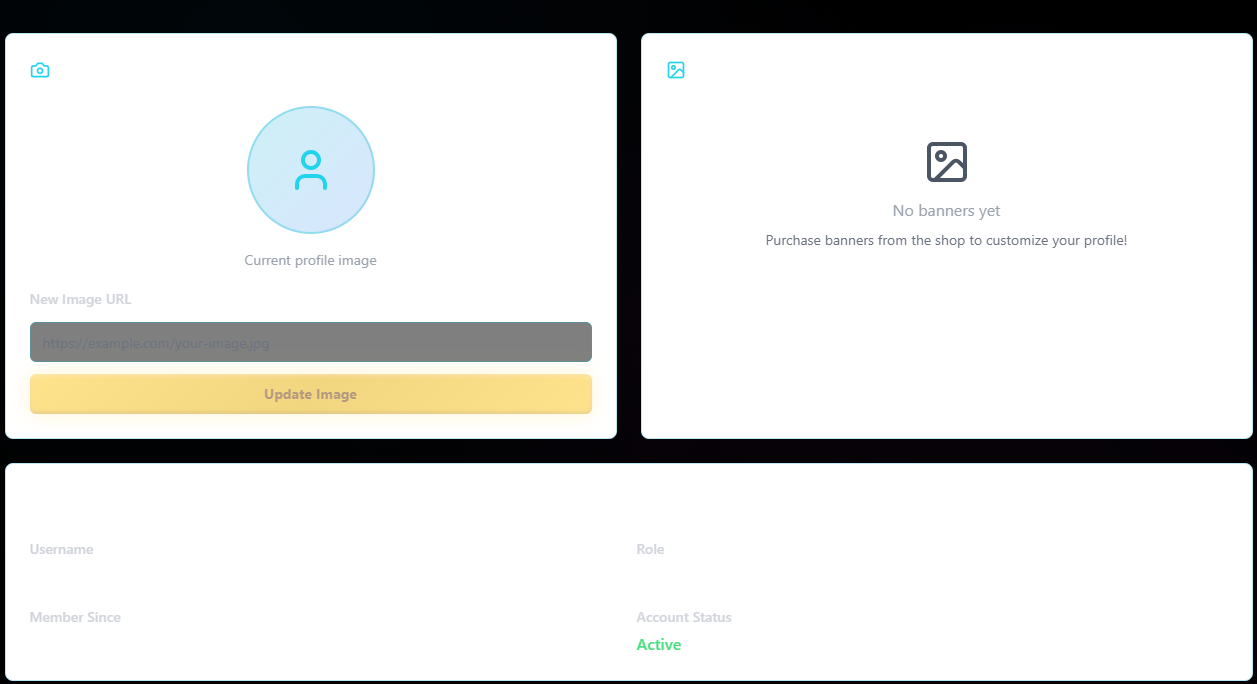 Current profile image
New Image URL
https://example.com/your-image.jpg
Update Image
No banners yet
Purchase banners from the shop to customize your profile!
Username
Role
Member Since
Account Status
Active